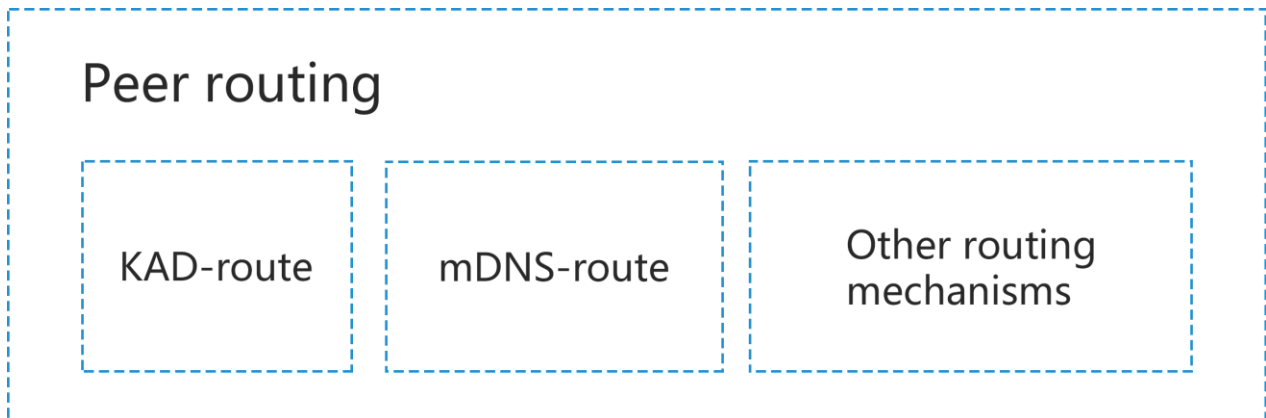 Peer routing
KAD-route
mDNS-route
Other routing
mechanisms